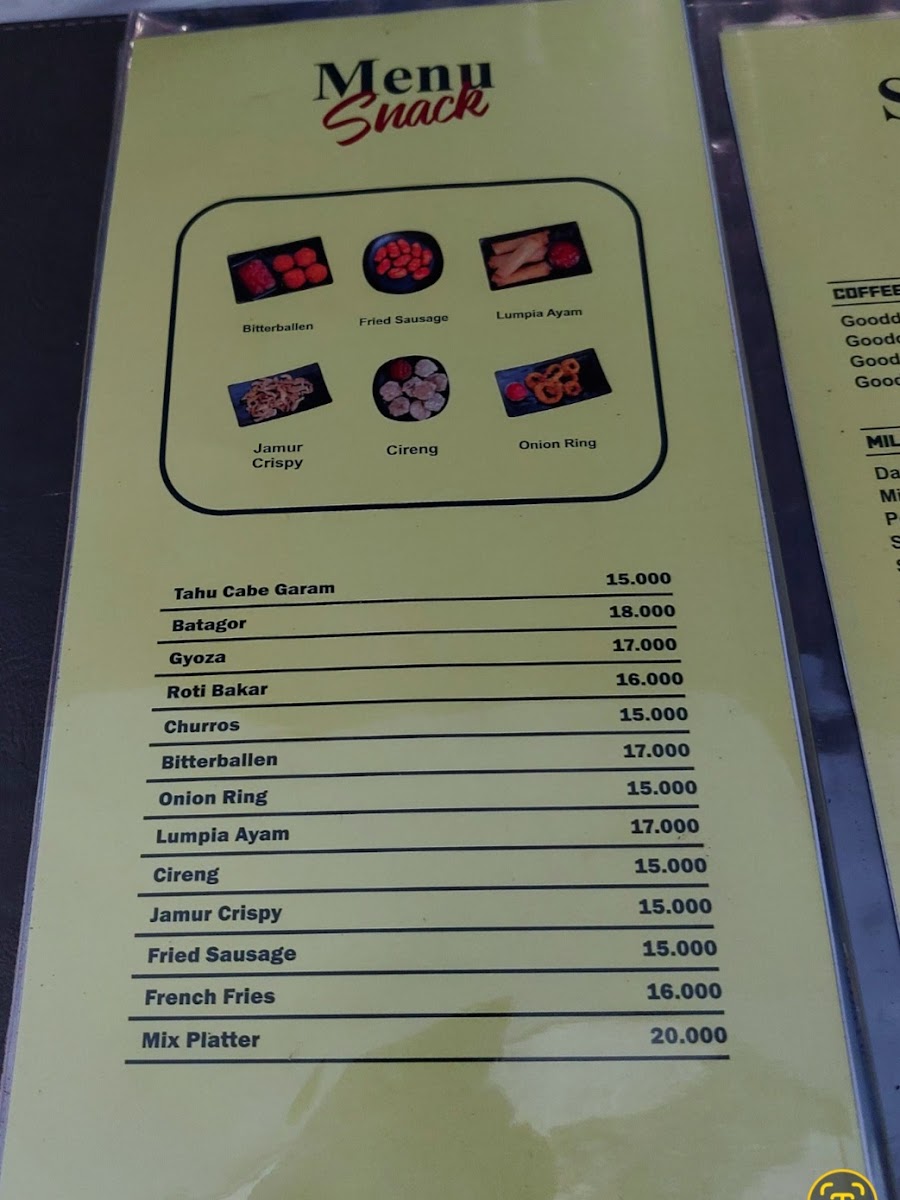 Menu
Snack
Bitterballen
Fried Sausage
Lumpia Ayam
Jamur
Crispy
Cireng
Onion Ring
Tahu Cabe Garam 15.000
Batagor 18.000
Gyoza 17.000
Roti Bakar 16.000
Churros 15.000
Bitterballen 17.000
Onion Ring 15.000
Lumpia Ayam 17.000
Cireng 15.000
Jamur Crispy 15.000
Fried Sausage 15.000
French Fries 16.000
Mix Platter 20.000
COFFEE